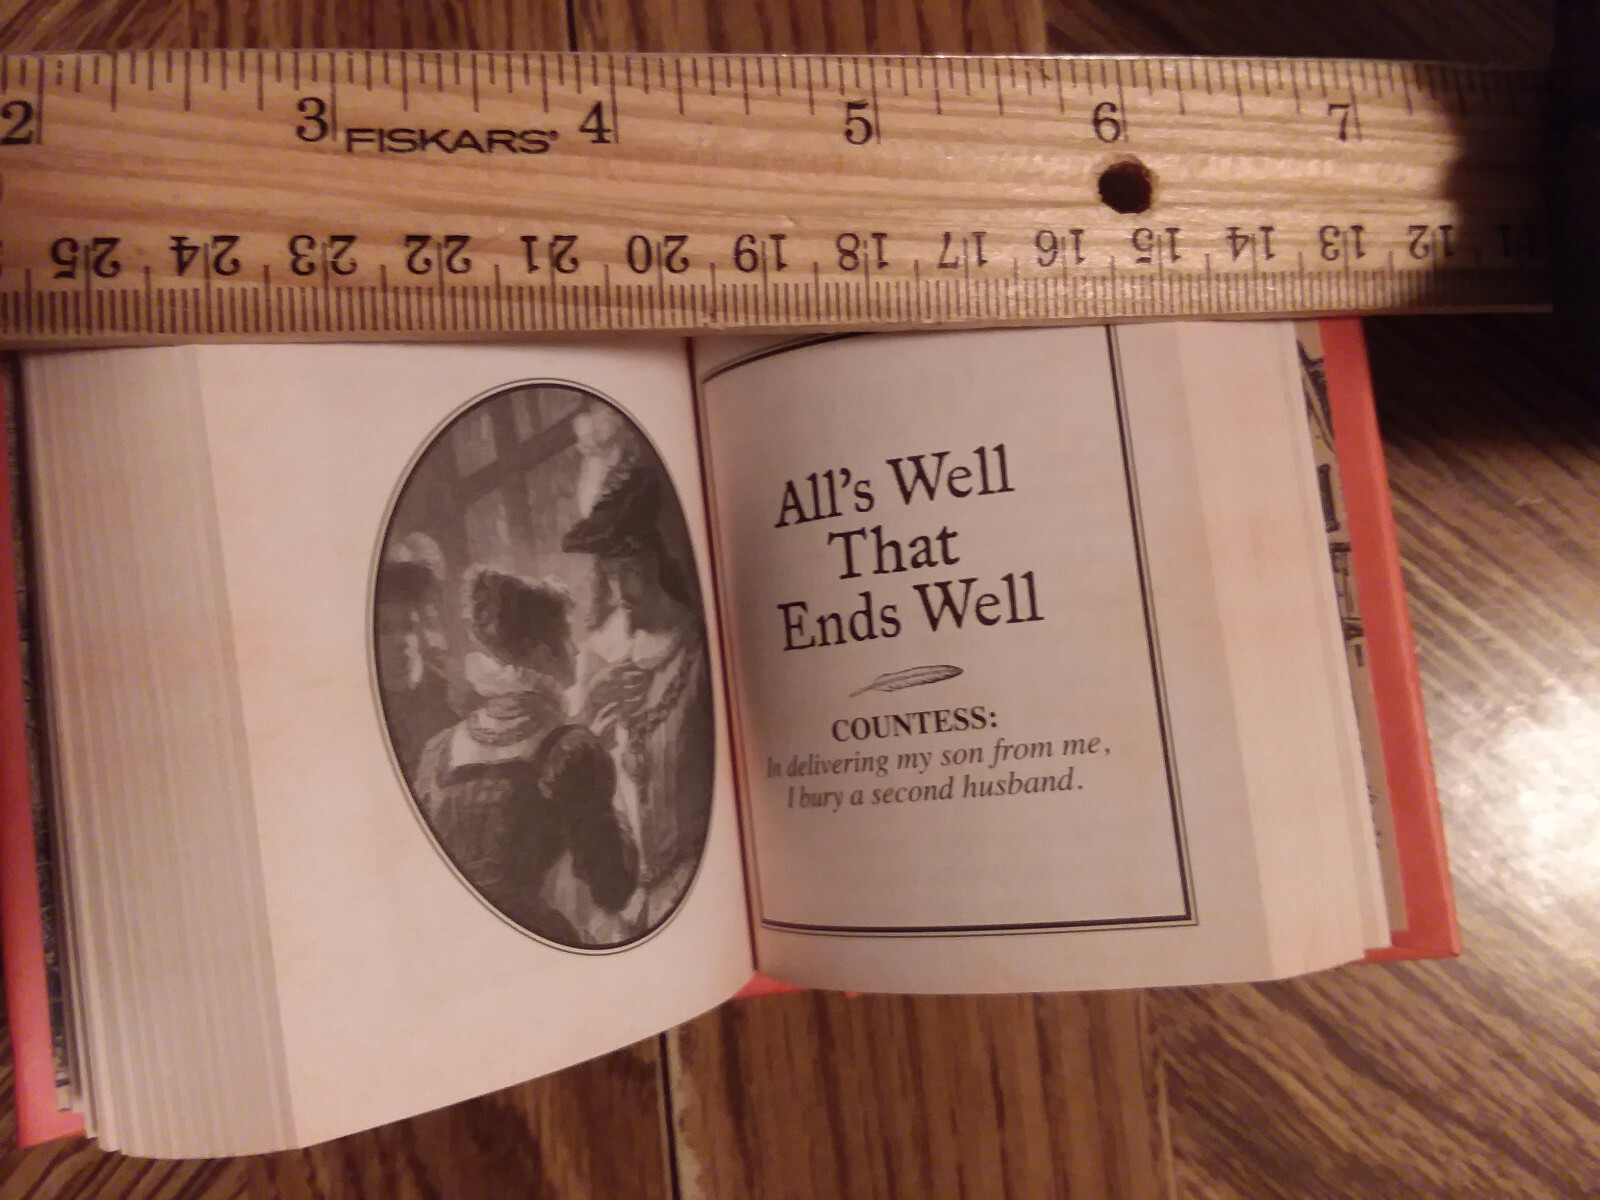 2 3 4 5 6 7
FISKARS®
25 24 23 22 21 20 19 18 17 16 15 14 13 12 11
All's Well
That
Ends Well
COUNTESS:
In delivering my son from me,
I bury a second husband.